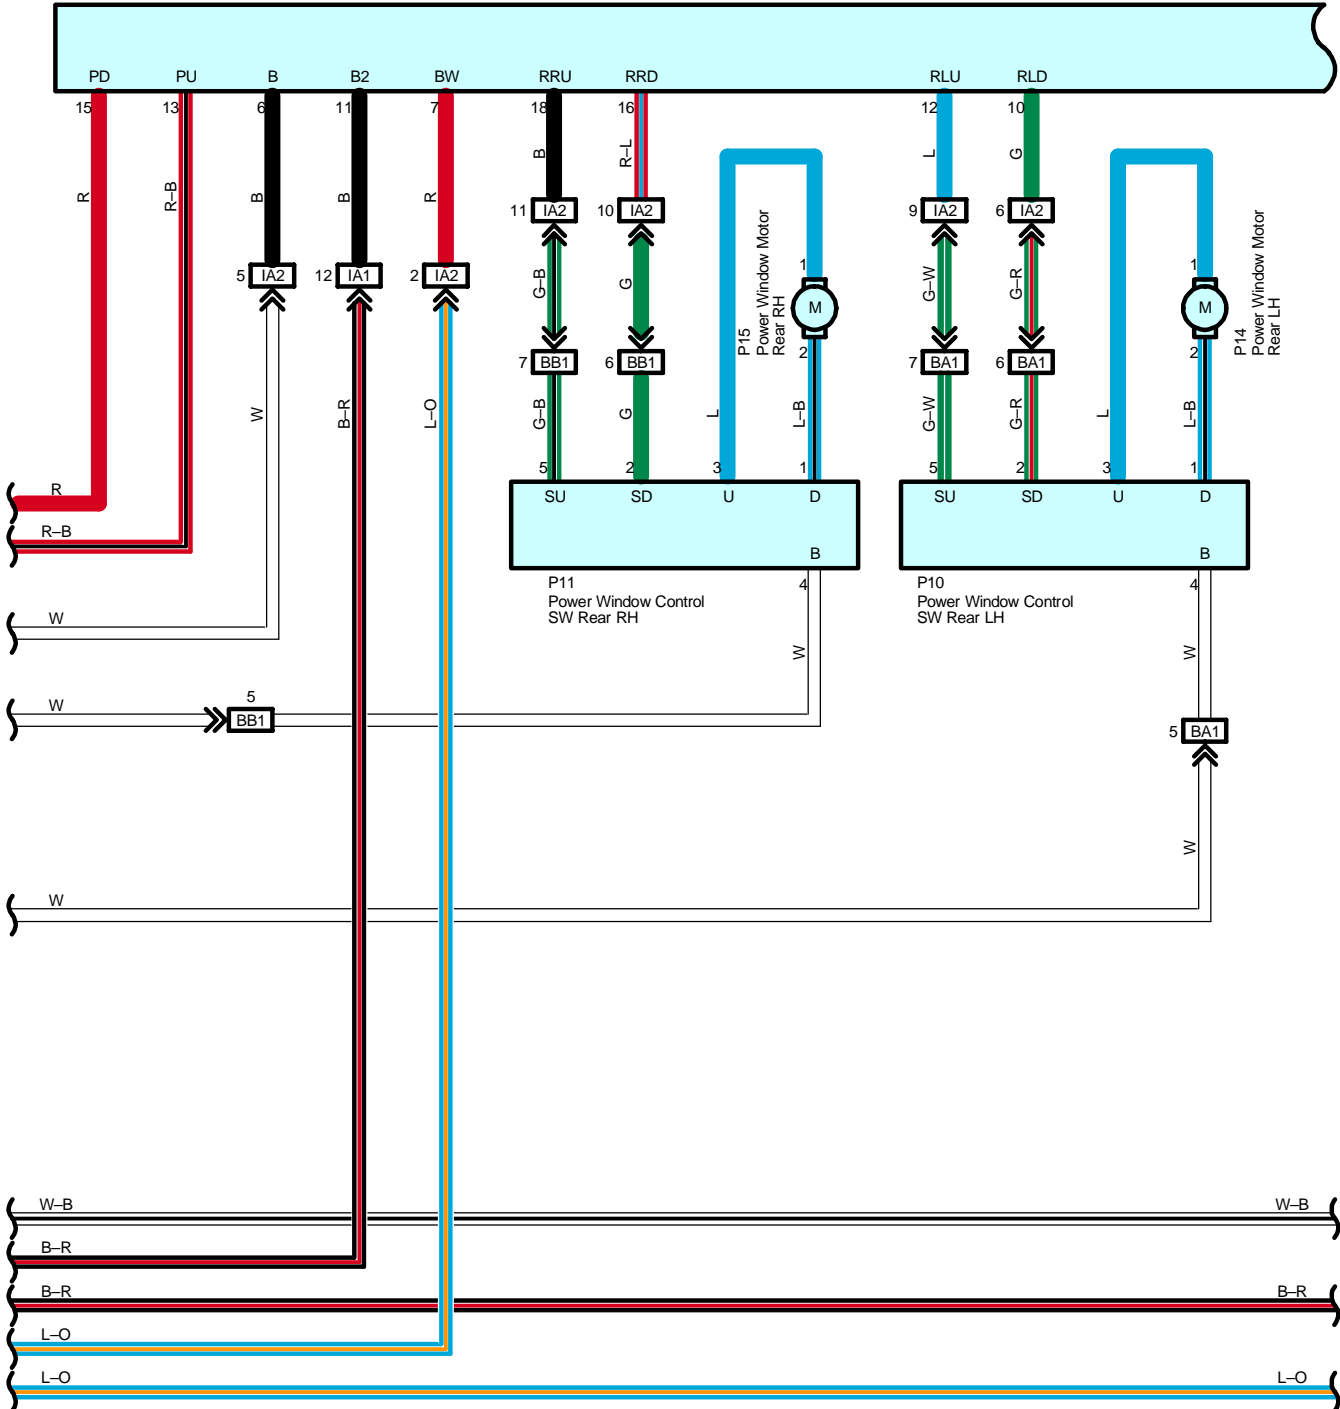 PD PU B B2 BW RRU RRD RLU RLD
15 13 6 11 7 18 16 12 10
R R–B B B R B R–L L G
11 IA2 10 IA2 9 IA2 6 IA2
5 IA2 12 IA1 2 IA2
G–B G G–W G–R
1 M 2
P15
Power Window Motor
Rear RH
1 M 2
P14
Power Window Motor
Rear LH
7 BB1 6 BB1 7 BA1 6 BA1
W B–R L–O G–B G L L–B G–W G–R L L–B
5 2 3 1 5 2 3 1
SU SD U D SU SD U D
R
R–B
B B
P11
Power Window Control
SW Rear RH
4
P10
Power Window Control
SW Rear LH
4
W
W W
W
5
BB1
5 BA1
W
W
W–B W–B
B–R
B–R B–R
L–O
L–O L–O